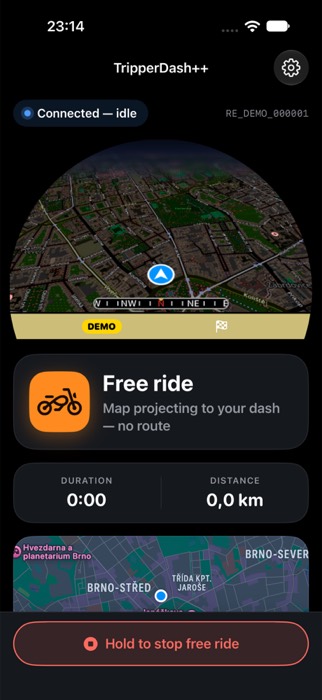 23:14
TripperDash++
Connected — idle
RE_DEMO_000001
W NW N NE E
DEMO
Free ride
Map projecting to your dash
— no route
DURATION
DISTANCE
0:00
0,0 km
Hvezdarna a
planetarium Brno
BRNO-SEVER
BRNO-STŘED
TŘÍDA KPT.
JAROŠE
Hold to stop free ride